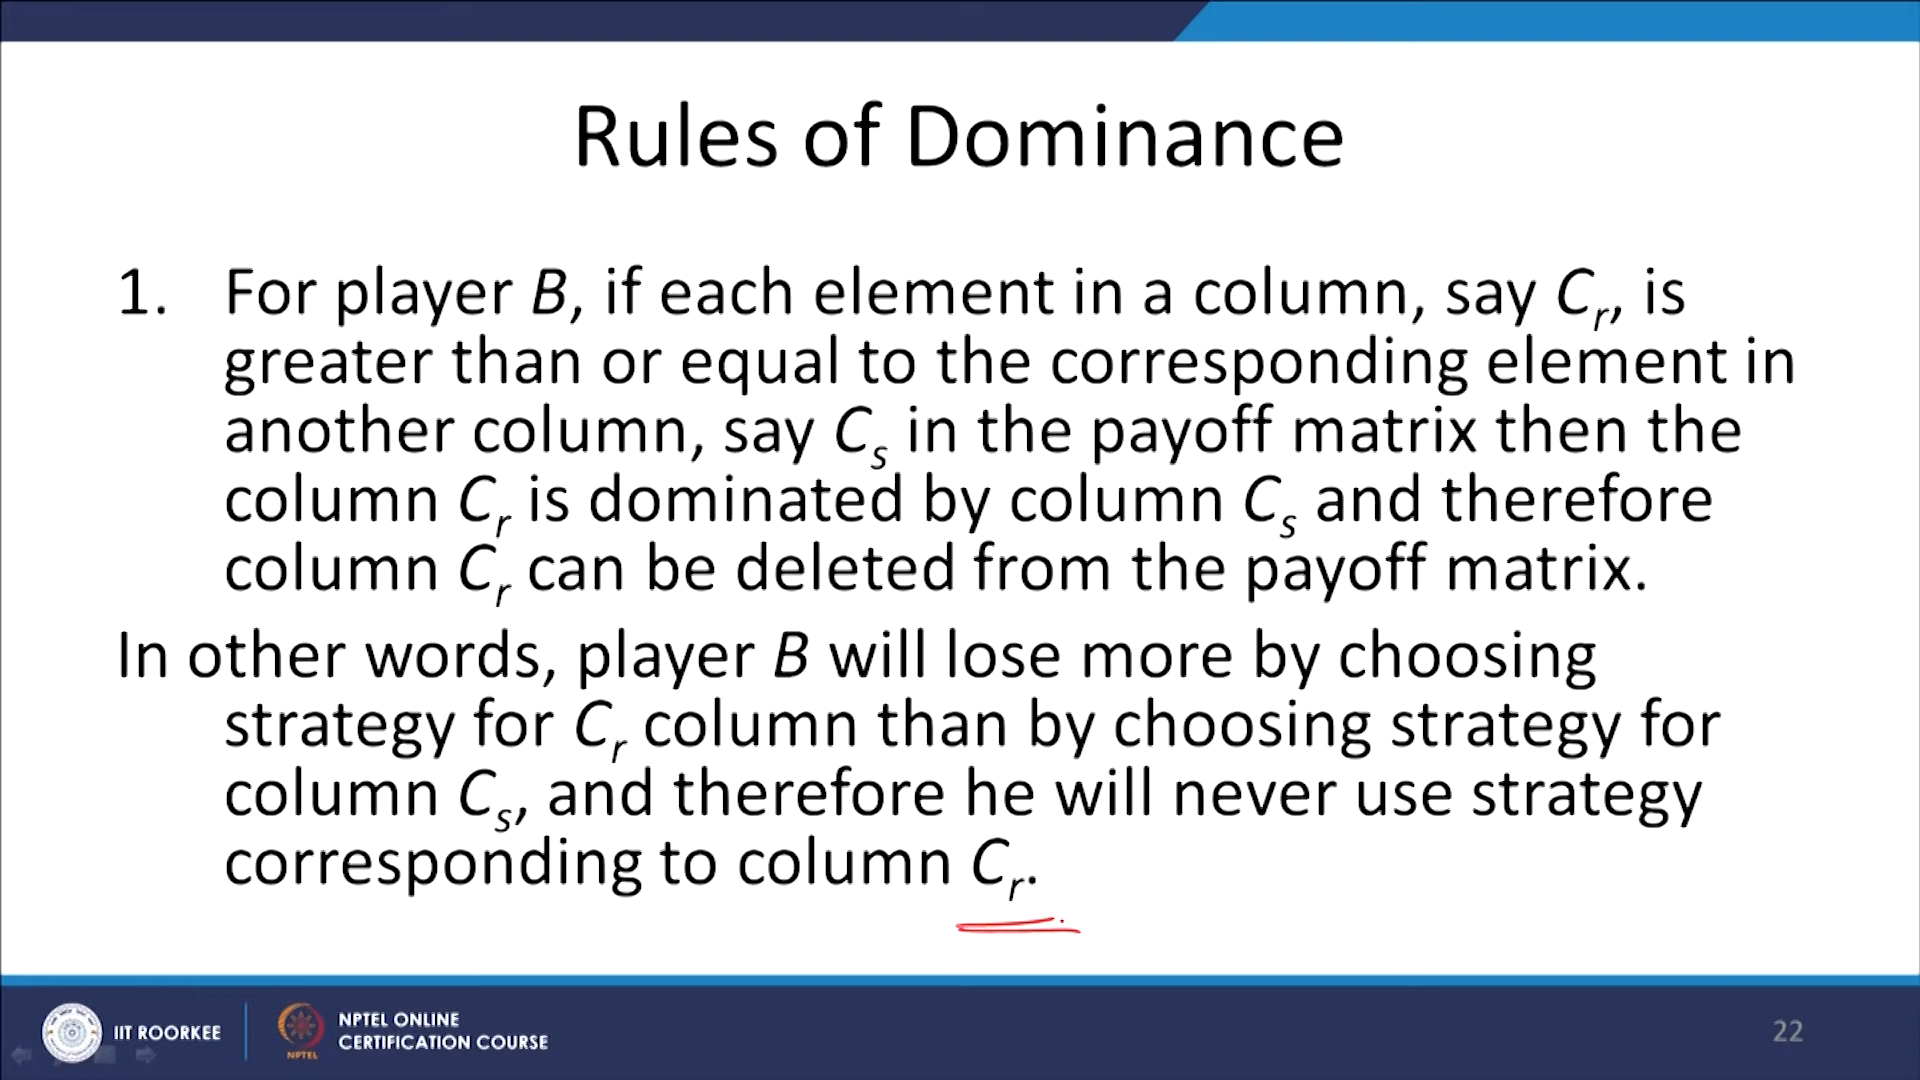 Rules of Dominance
1. For player B, if each element in a column, say Cr, is
greater than or equal to the corresponding element in
another column, say Cs in the payoff matrix then the
column Cr is dominated by column Cs and therefore
column Cr can be deleted from the payoff matrix.
In other words, player B will lose more by choosing
strategy for Cr column than by choosing strategy for
column Cs, and therefore he will never use strategy
corresponding to column Cr.
IIT ROORKEE
NPTEL
NPTEL ONLINE
CERTIFICATION COURSE
22